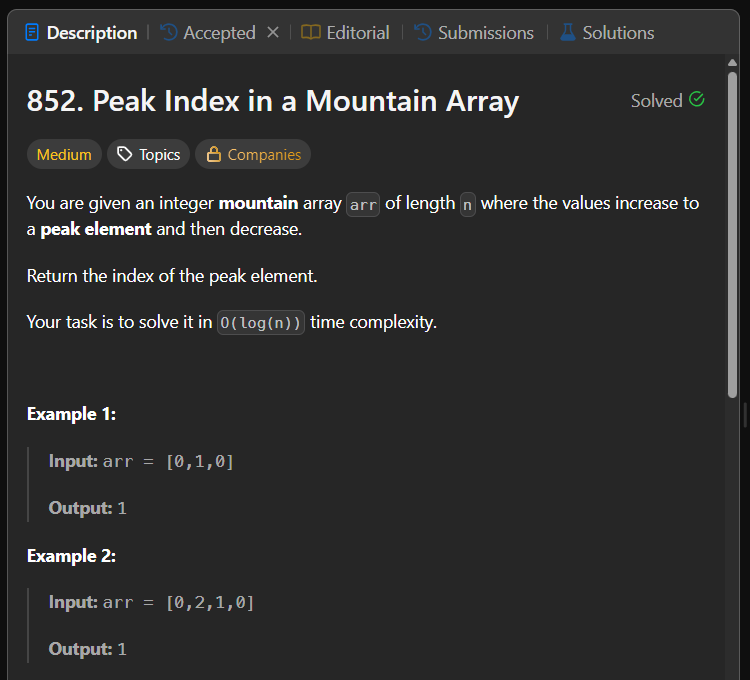 Description | Accepted × | Editorial | Submissions | Solutions
852. Peak Index in a Mountain Array
Solved
Medium Topics Companies
You are given an integer mountain array arr of length n where the values increase to
a peak element and then decrease.
Return the index of the peak element.
Your task is to solve it in O(log(n)) time complexity.
Example 1:
Input: arr = [0,1,0]
Output: 1
Example 2:
Input: arr = [0,2,1,0]
Output: 1